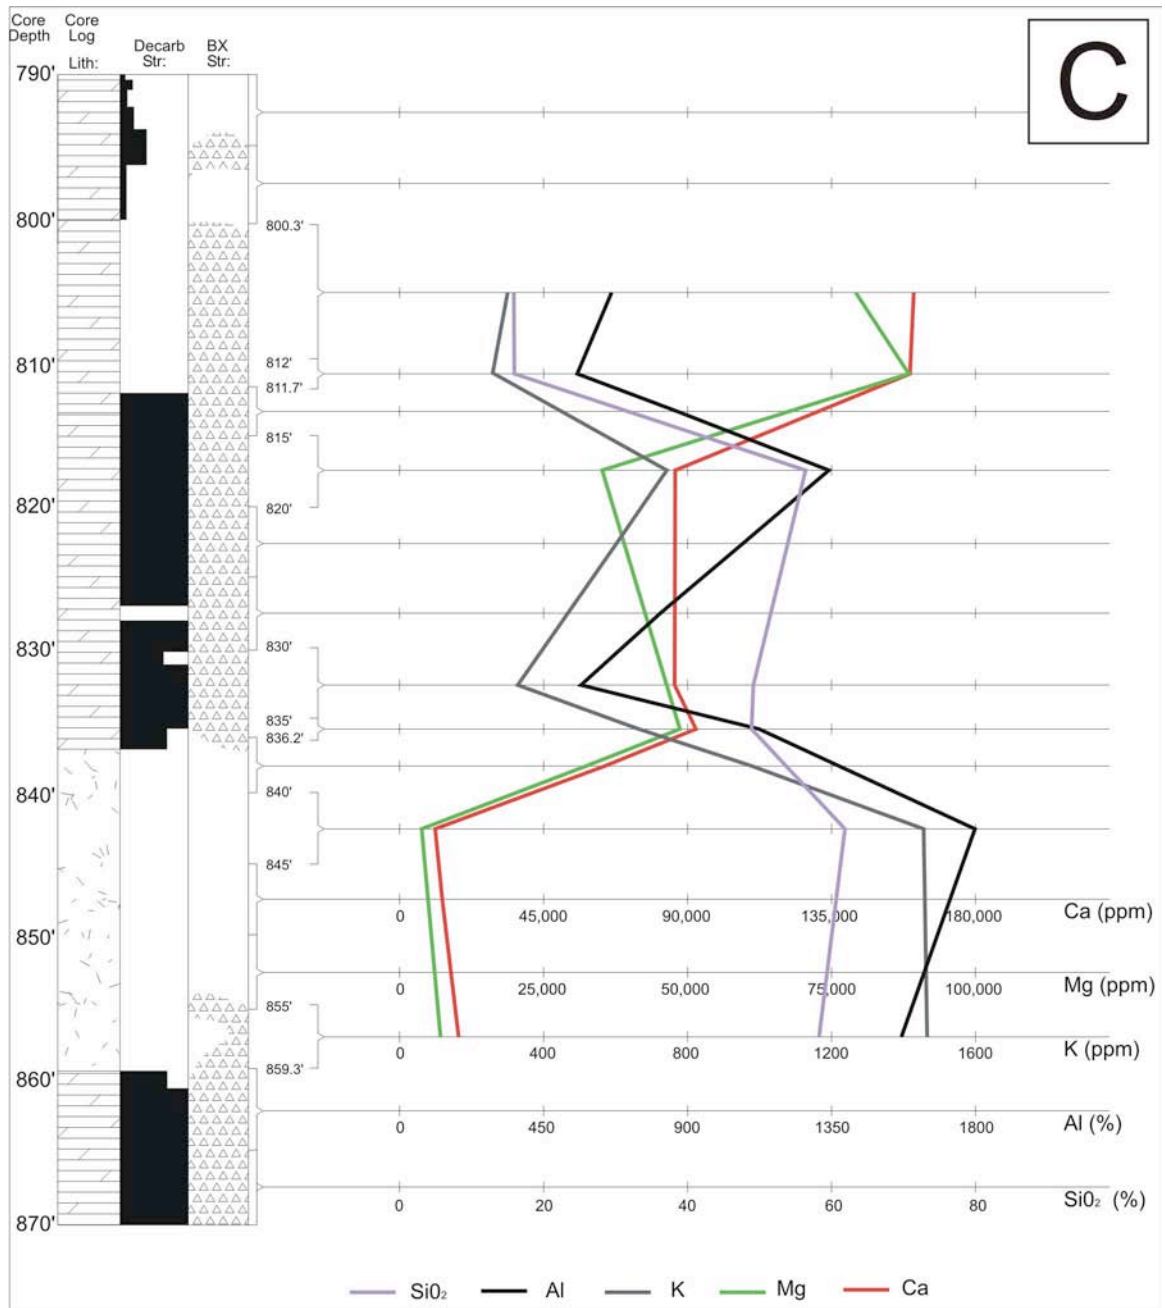 Core Depth
Core Log
Lith:
Decarb Str:
BX Str:
C
790'
800'
800.3'
812'
810'
811.7'
815'
820'
820'
830'
830'
835'
836.2'
840'
840'
845'
0 45,000 90,000 135,000 180,000 Ca (ppm)
850'
0 25,000 50,000 75,000 100,000 Mg (ppm)
855'
0 400 800 1200 1600 K (ppm)
859.3'
860'
0 450 900 1350 1800 Al (%)
0 20 40 60 80 Si0₂ (%)
870'
Si0₂ Al K Mg Ca